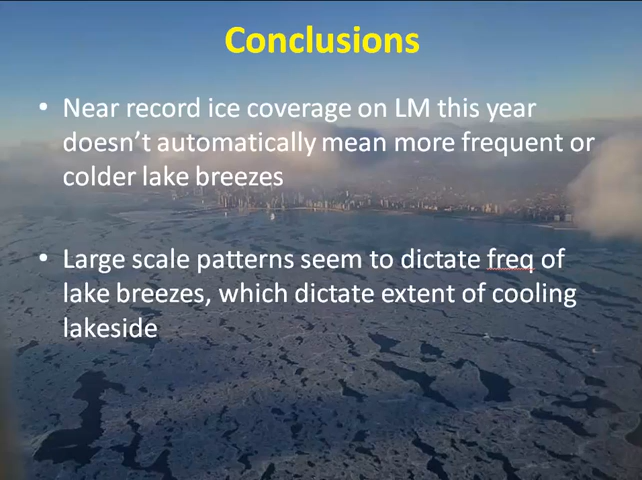 Conclusions
• Near record ice coverage on LM this year
doesn't automatically mean more frequent or
colder lake breezes
• Large scale patterns seem to dictate freq of
lake breezes, which dictate extent of cooling
lakeside